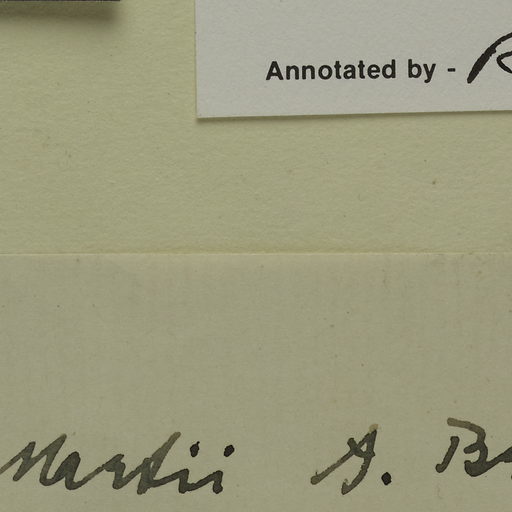 Annotated by -
Martii A. B